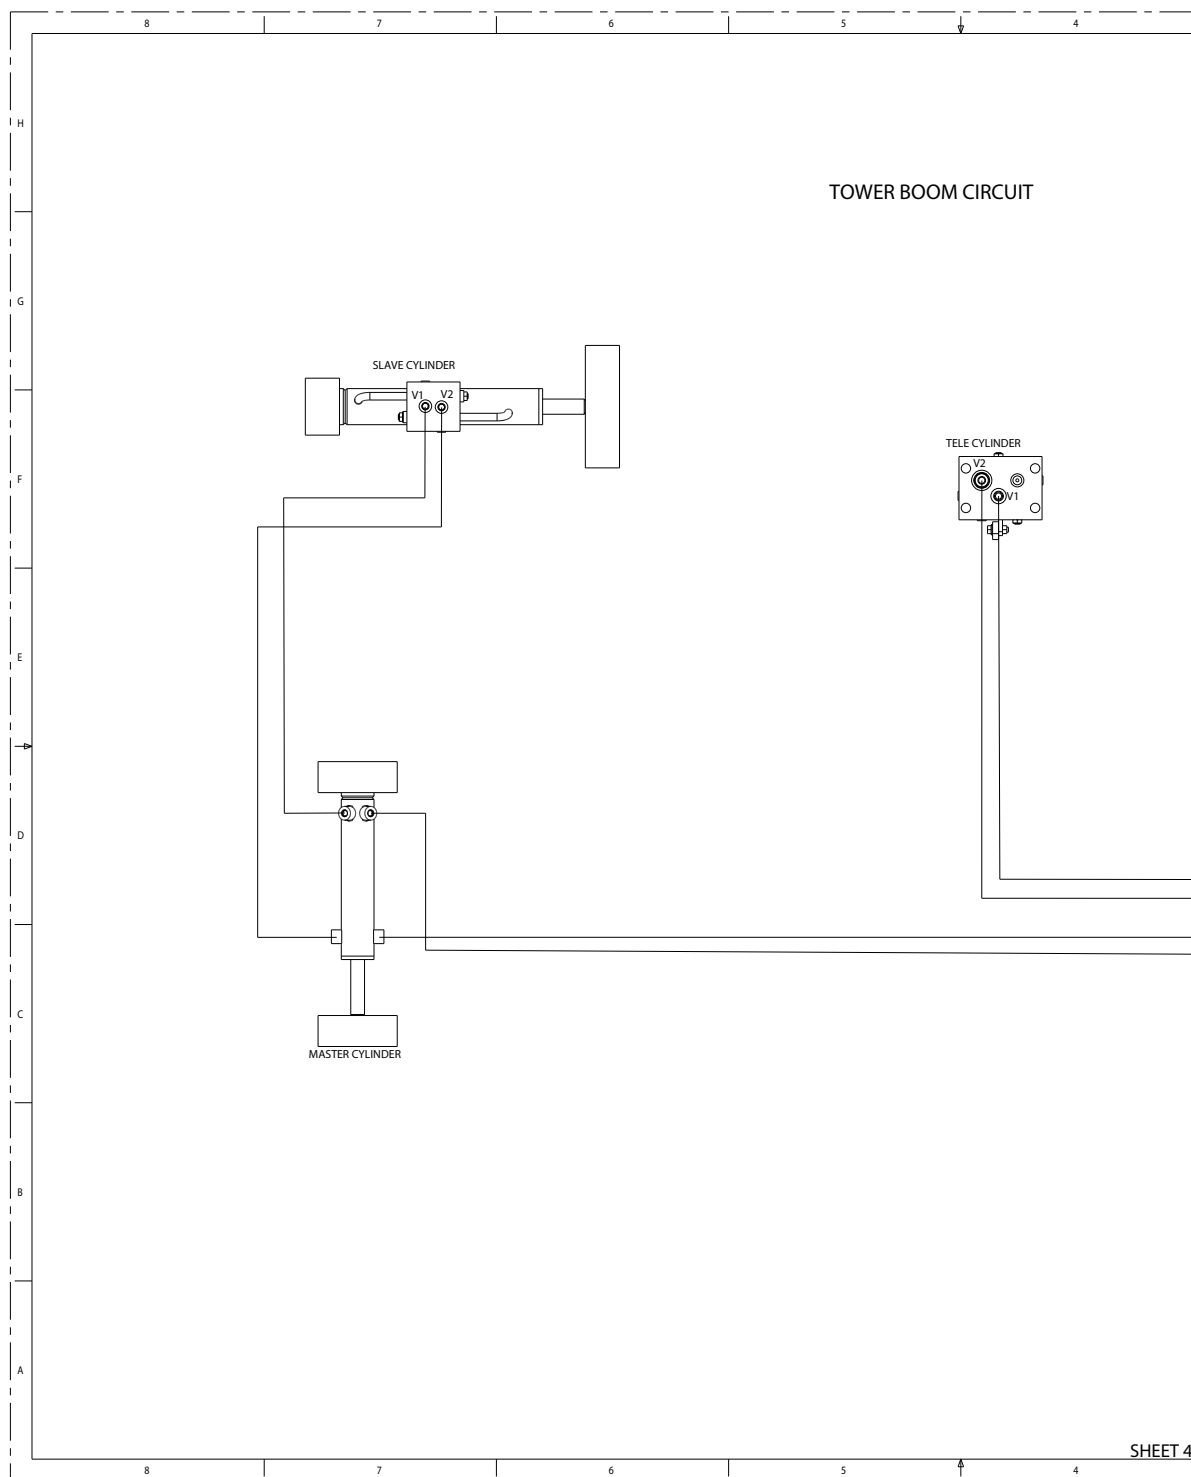 8 7 6 5 4
H
TOWER BOOM CIRCUIT
G
SLAVE CYLINDER
V1 V2
TELE CYLINDER
V2
F
V1
E
D
C
MASTER CYLINDER
B
A
SHEET 4
8 7 6 5 4